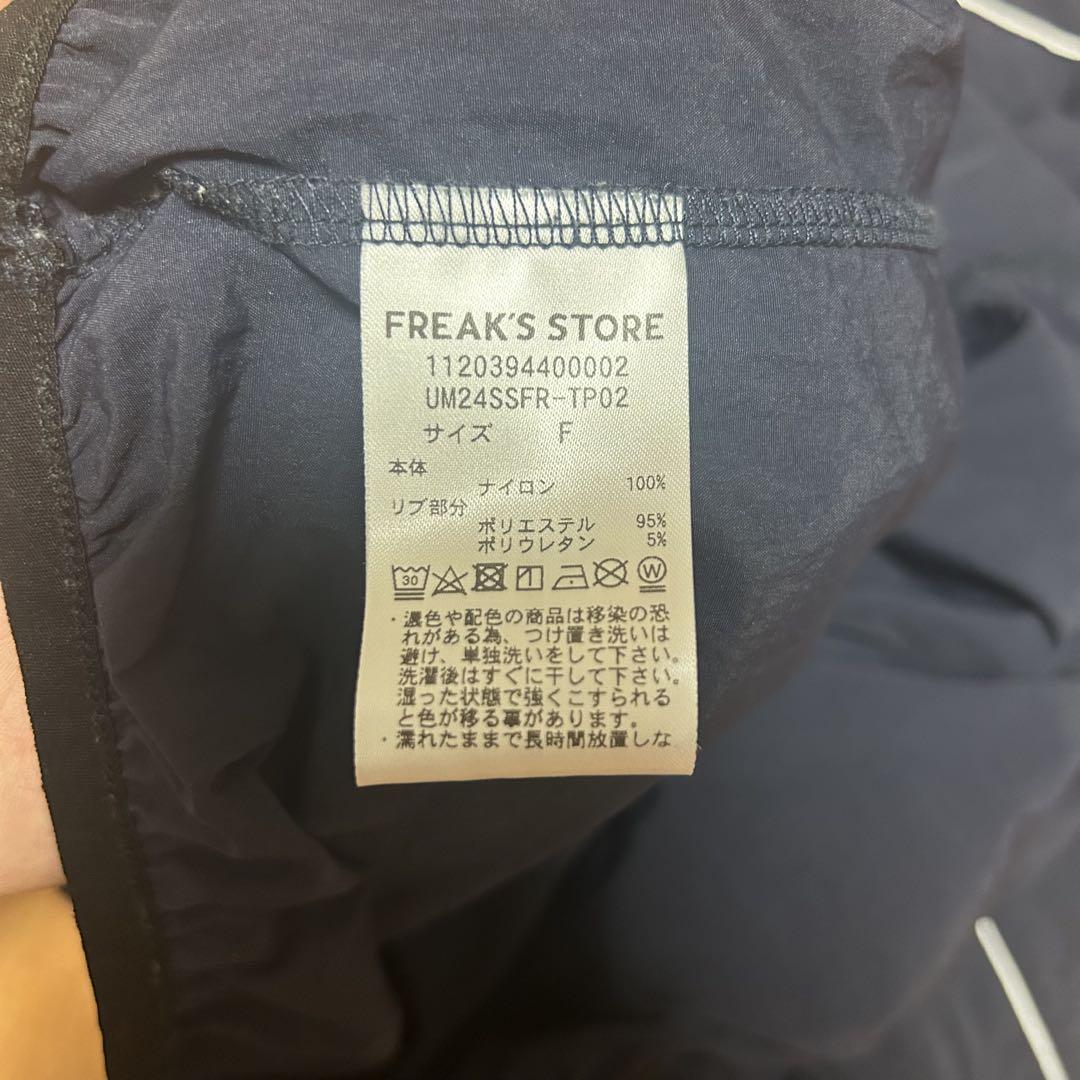 FREAK'S STORE
1120394400002
UM24SSFR-TP02
サイズ F
本体
ナイロン 100%
リブ部分
ポリエステル 95%
ポリウレタン 5%
30 W
・濃色や配色の商品は移染の恐
れがある為、つけ置き洗いは
避け、単独洗いをして下さい。
洗濯後はすぐに干して下さい。
湿った状態で強くこすられる
と色が移る事があります。
・濡れたままで長時間放置しな